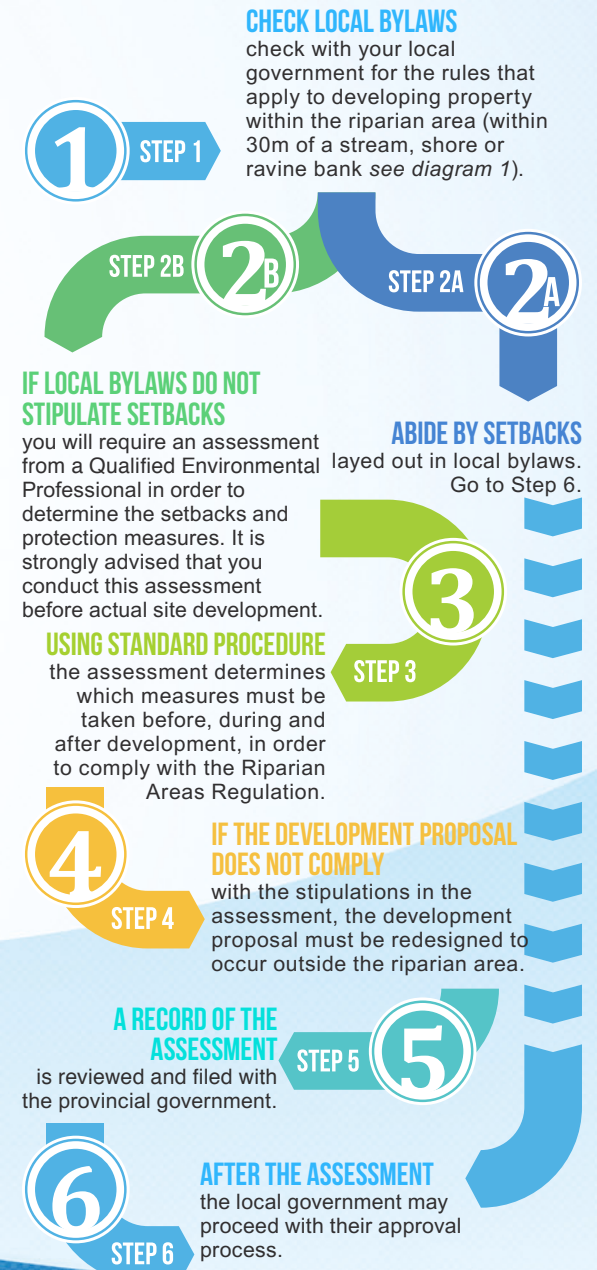 CHECK LOCAL BYLAWS
check with your local
government for the rules that
apply to developing property
within the riparian area (within
30m of a stream, shore or
ravine bank see diagram 1).
1 STEP 1
STEP 2B 2B
STEP 2A 2A
IF LOCAL BYLAWS DO NOT
STIPULATE SETBACKS
you will require an assessment
from a Qualified Environmental
Professional in order to
determine the setbacks and
protection measures. It is
strongly advised that you
conduct this assessment
before actual site development.
ABIDE BY SETBACKS
layed out in local bylaws.
Go to Step 6.
3
STEP 3
USING STANDARD PROCEDURE
the assessment determines
which measures must be
taken before, during and
after development, in order
to comply with the Riparian
Areas Regulation.
4
STEP 4
IF THE DEVELOPMENT PROPOSAL
DOES NOT COMPLY
with the stipulations in the
assessment, the development
proposal must be redesigned to
occur outside the riparian area.
STEP 5 5
A RECORD OF THE
ASSESSMENT
is reviewed and filed with
the provincial government.
6
STEP 6
AFTER THE ASSESSMENT
the local government may
proceed with their approval
process.